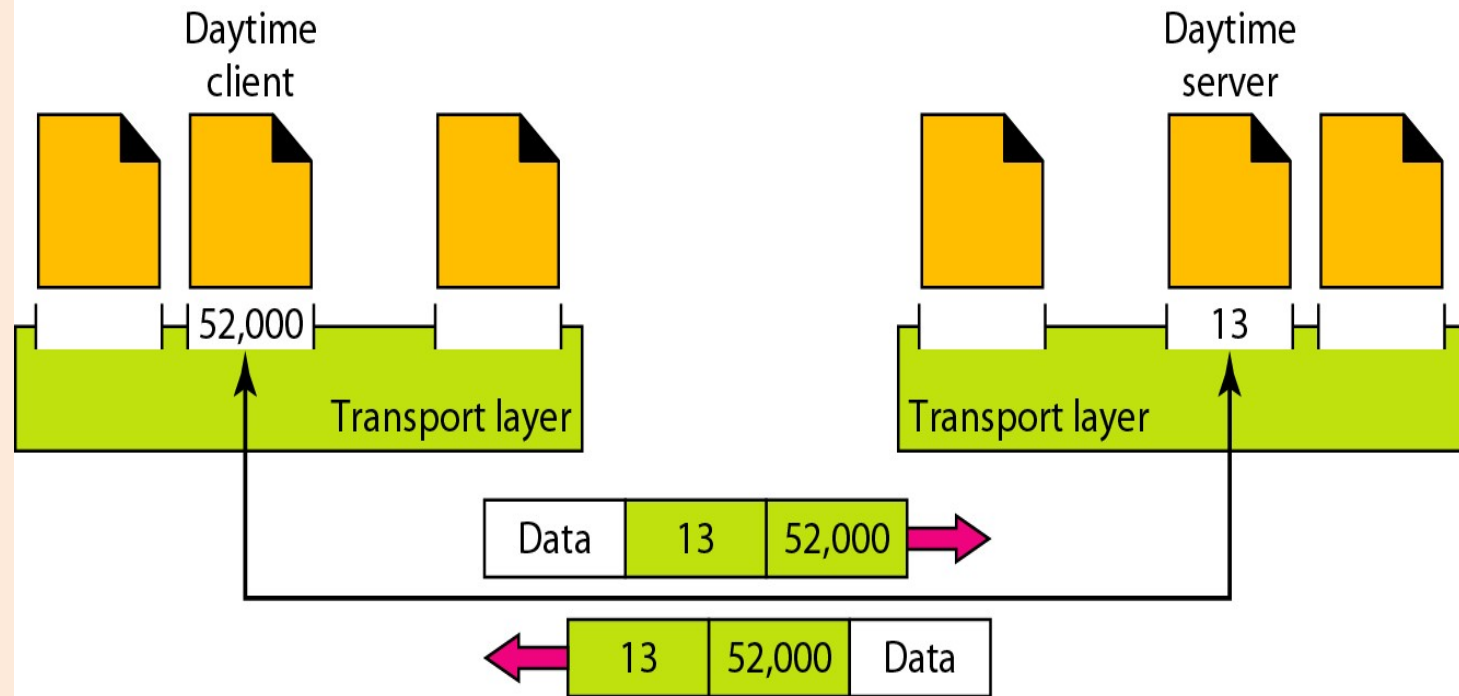 Daytime
client
Daytime
server
52,000
13
Transport layer
Transport layer
Data 13 52,000
13 52,000 Data